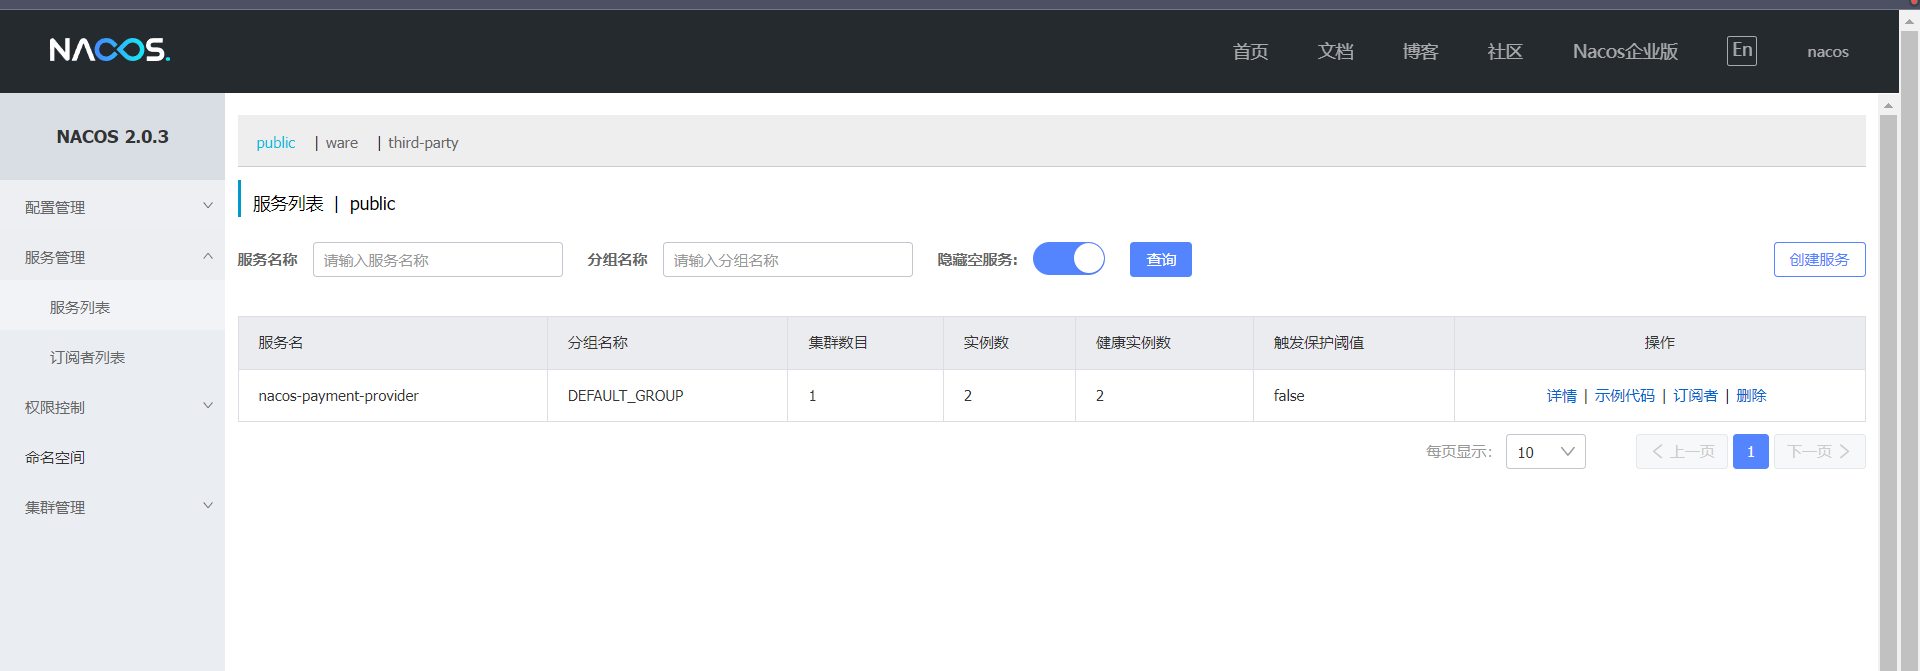 NACOS. 首页 文档 博客 社区 Nacos企业版 En nacos
NACOS 2.0.3
配置管理
服务管理
服务列表
订阅者列表
权限控制
命名空间
集群管理
public | ware | third-party
服务列表 | public
服务名称 请输入服务名称 分组名称 请输入分组名称 隐藏空服务: 查询 创建服务
服务名 分组名称 集群数目 实例数 健康实例数 触发保护阈值 操作
nacos-payment-provider DEFAULT_GROUP 1 2 2 false 详情 | 示例代码 | 订阅者 | 删除
每页显示: 10 上一页 1 下一页